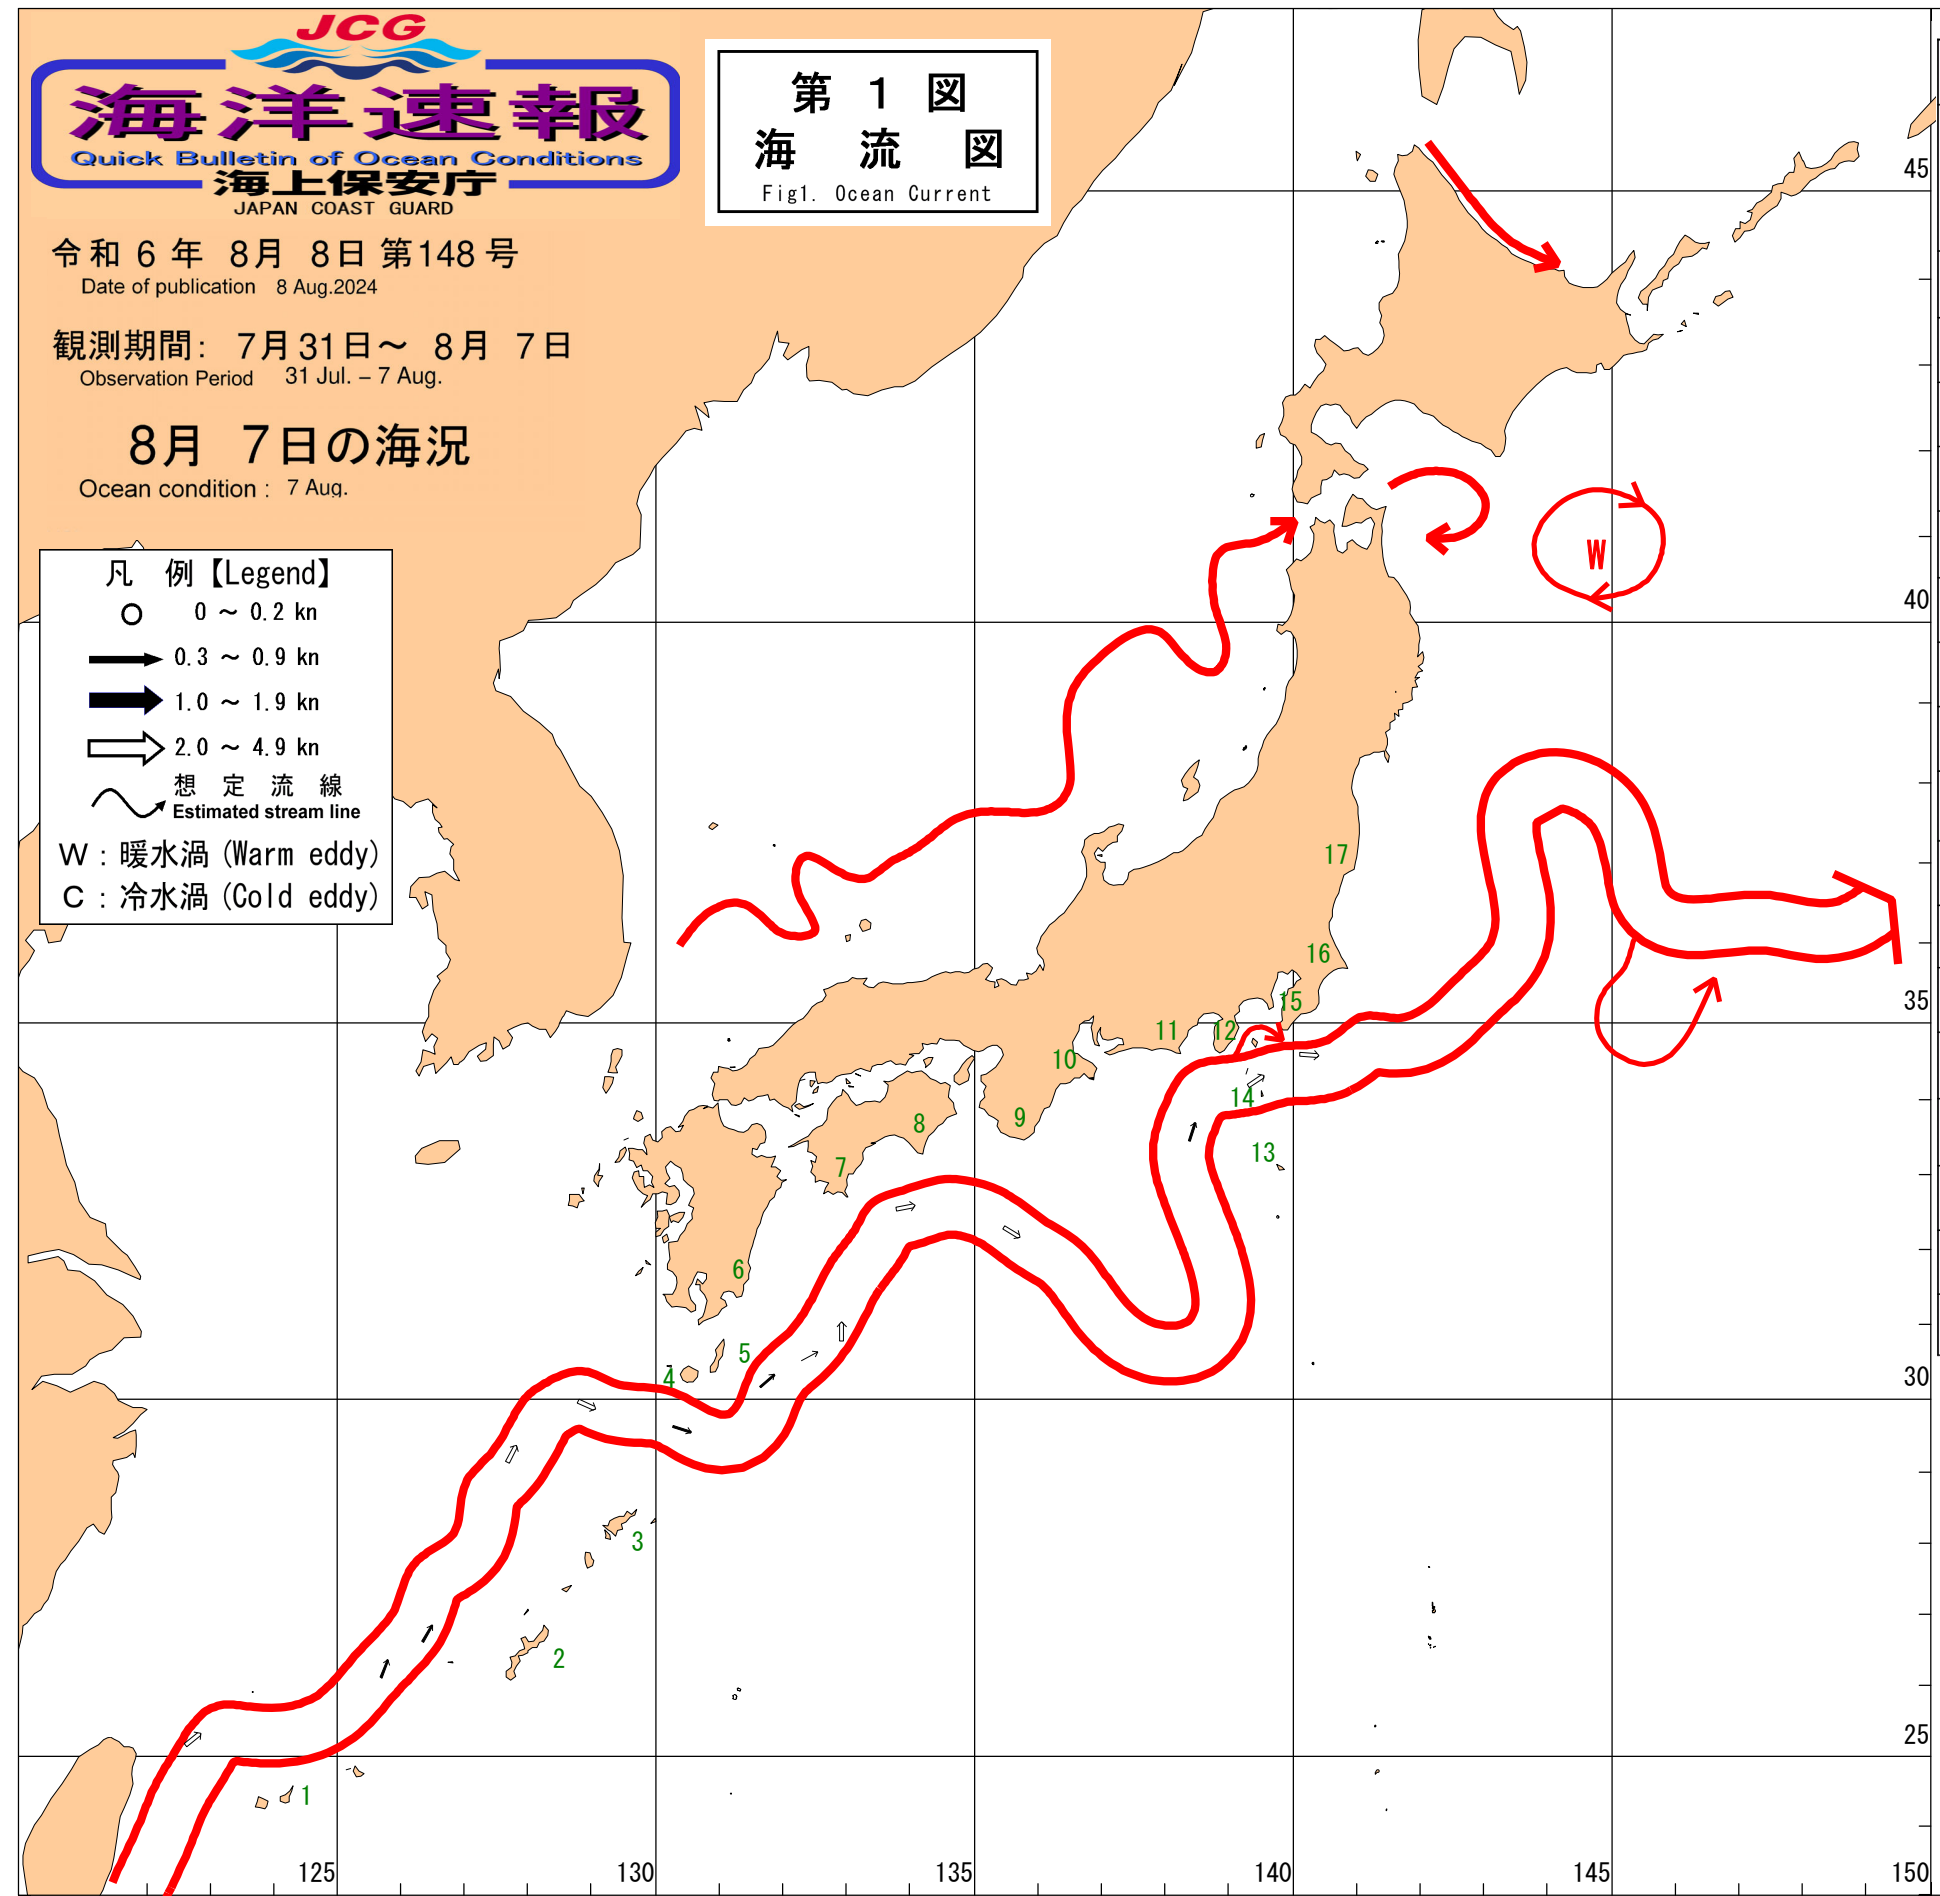 JCG
海洋速報
Quick Bulletin of Ocean Conditions
海上保安庁
JAPAN COAST GUARD
第 1 図
海 流 図
Fig1. Ocean Current
令和 6 年 8月 8日 第148号
Date of publication 8 Aug.2024
観測期間: 7月31日～ 8月 7日
Observation Period 31 Jul. – 7 Aug.
8月 7日の海況
Ocean condition : 7 Aug.
凡 例【Legend】
0 ～ 0.2 kn
0.3 ～ 0.9 kn
1.0 ～ 1.9 kn
2.0 ～ 4.9 kn
想 定 流 線
Estimated stream line
W : 暖水渦 (Warm eddy)
C : 冷水渦 (Cold eddy)
45
W
40
17
16
35
15
12
11
10
14
9
8
13
7
6
5
4
30
3
2
25
1
125
130
135
140
145
150